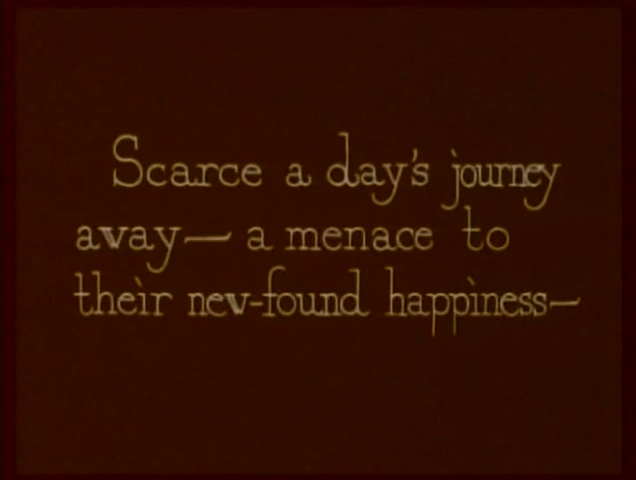 Scarce a day's journey
away— a menace to
their new-found happiness—